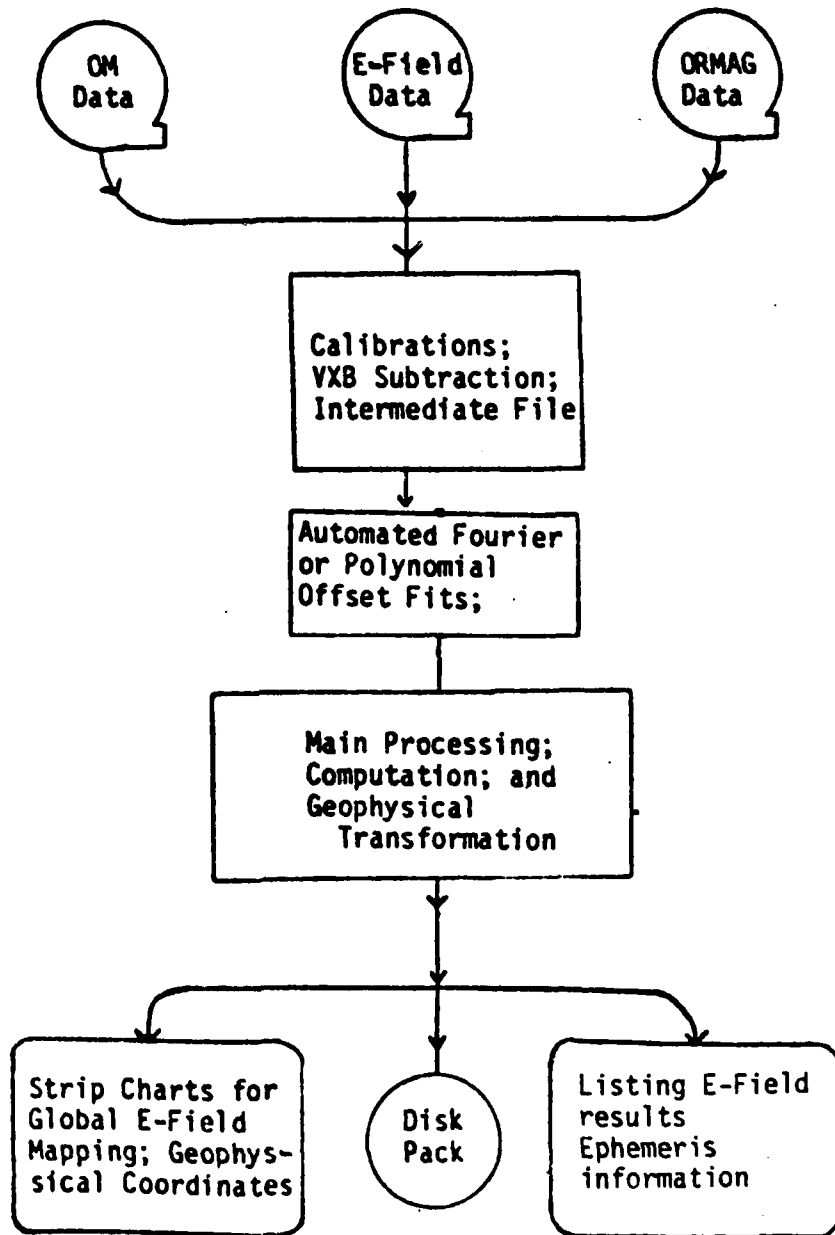 OM
Data
E-Field
Data
ORMAG
Data
Calibrations;
VXB Subtraction;
Intermediate File
Automated Fourier
or Polynomial
Offset Fits;
Main Processing;
Computation; and
Geophysical
Transformation
Strip Charts for
Global E-Field
Mapping; Geophys-
sical Coordinates
Disk
Pack
Listing E-Field
results
Ephemeris
information